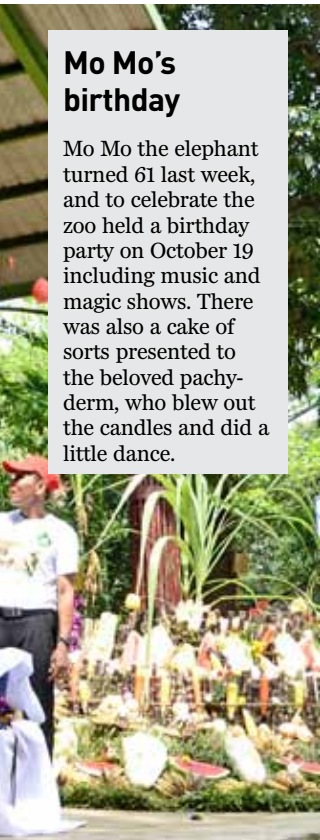 Mo Mo’s
birthday
Mo Mo the elephant
turned 61 last week,
and to celebrate the
zoo held a birthday
party on October 19
including music and
magic shows. There
was also a cake of
sorts presented to
the beloved pachy-
derm, who blew out
the candles and did a
little dance.